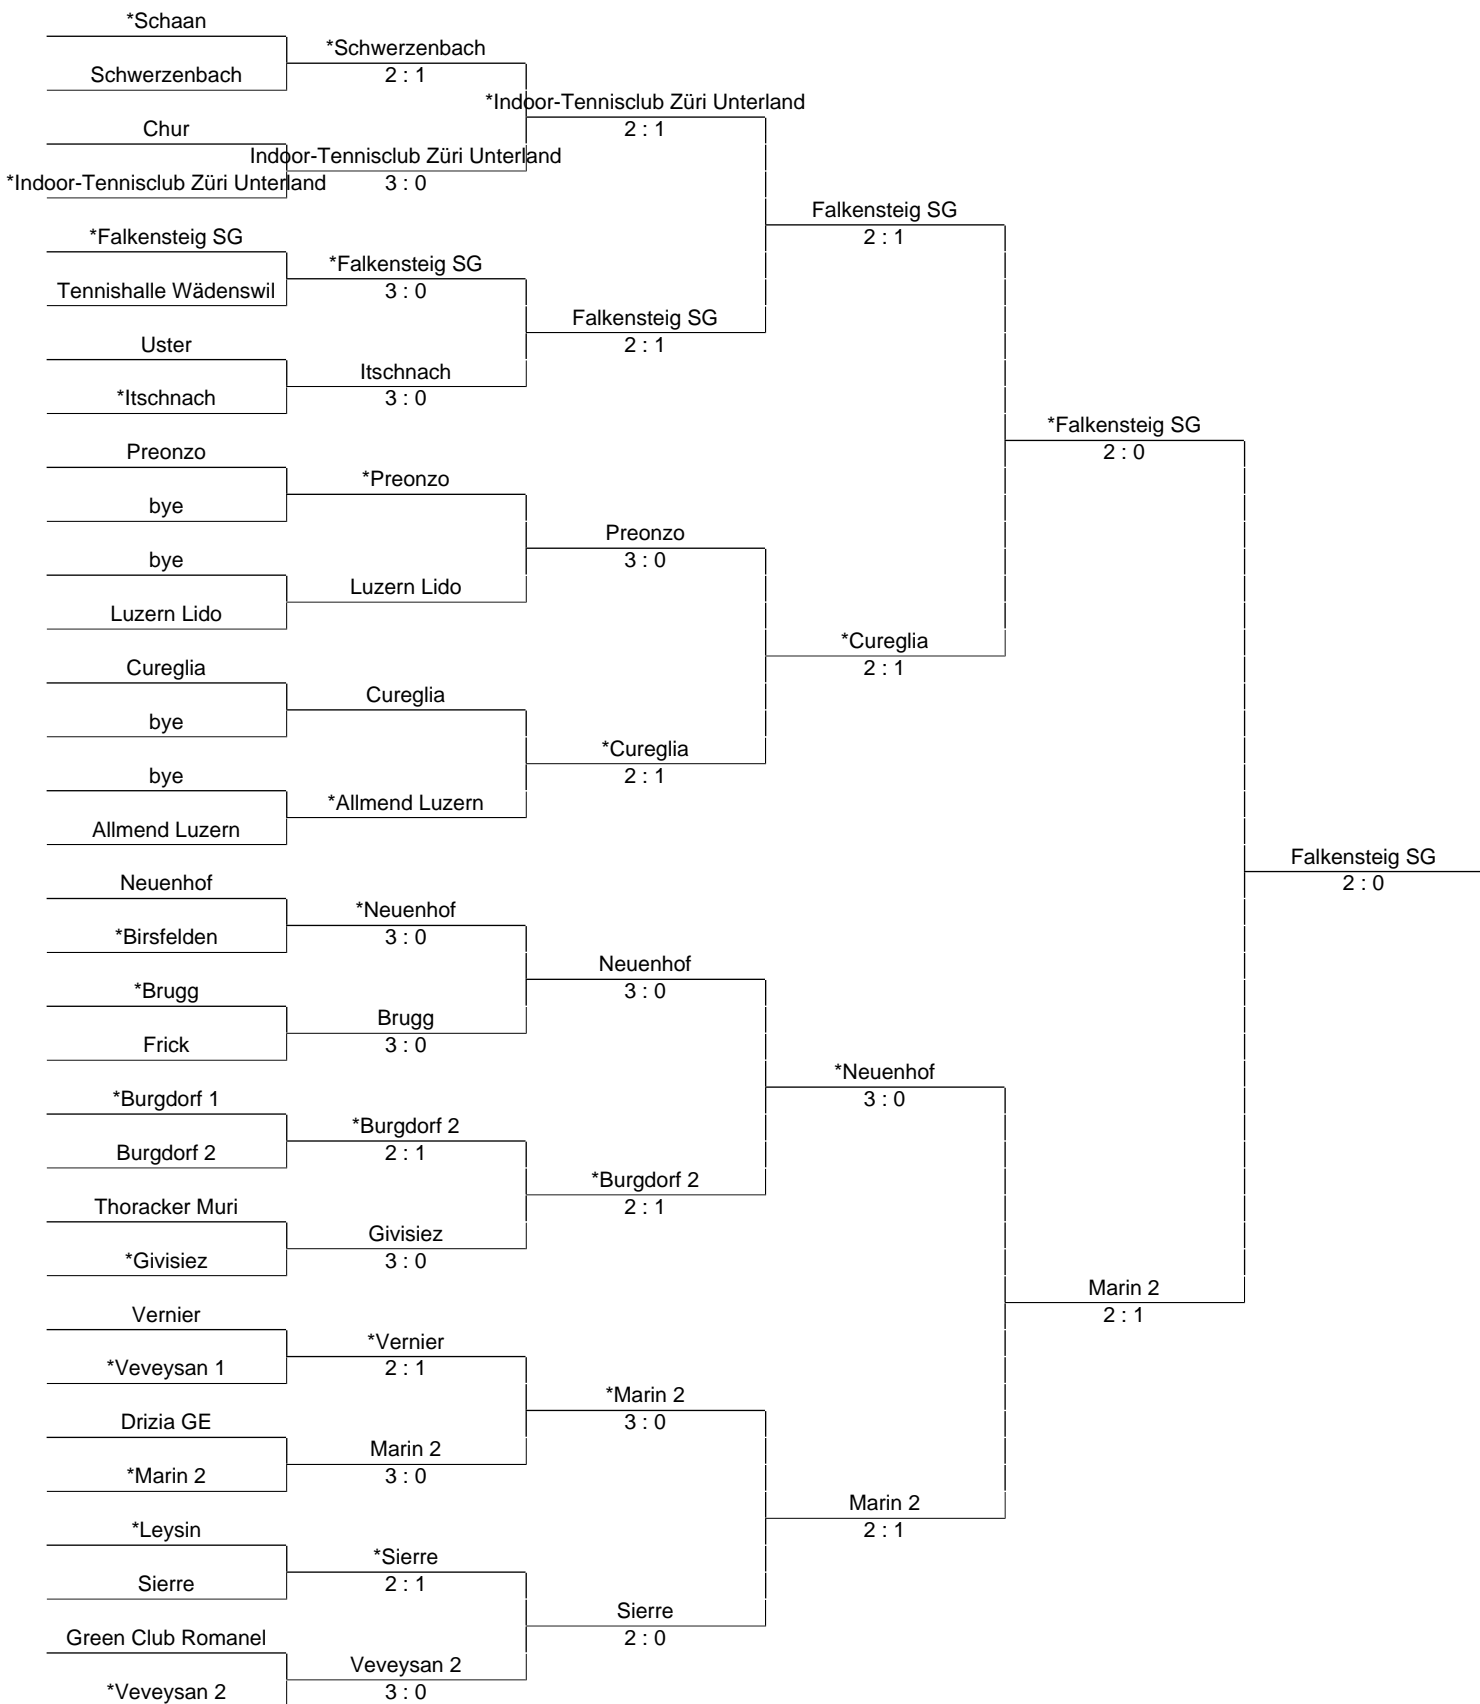 *Schaan
*Schwerzenbach
Schwerzenbach
2 : 1
*Indoor-Tennisclub Züri Unterland
Chur
2 : 1
Indoor-Tennisclub Züri Unterland
*Indoor-Tennisclub Züri Unterland
3 : 0
Falkensteig SG
*Falkensteig SG
2 : 1
*Falkensteig SG
Tennishalle Wädenswil
3 : 0
Falkensteig SG
Uster
2 : 1
Itschnach
*Itschnach
3 : 0
*Falkensteig SG
Preonzo
2 : 0
*Preonzo
bye
Preonzo
bye
3 : 0
Luzern Lido
Luzern Lido
*Cureglia
Cureglia
2 : 1
Cureglia
bye
*Cureglia
bye
2 : 1
*Allmend Luzern
Allmend Luzern
Falkensteig SG
Neuenhof
2 : 0
*Neuenhof
*Birsfelden
3 : 0
Neuenhof
*Brugg
3 : 0
Brugg
Frick
3 : 0
*Neuenhof
*Burgdorf 1
3 : 0
*Burgdorf 2
Burgdorf 2
2 : 1
*Burgdorf 2
Thoracker Muri
2 : 1
Givisiez
*Givisiez
3 : 0
Marin 2
Vernier
2 : 1
*Vernier
*Veveysan 1
2 : 1
*Marin 2
Drizia GE
3 : 0
Marin 2
*Marin 2
3 : 0
Marin 2
*Leysin
2 : 1
*Sierre
Sierre
2 : 1
Sierre
Green Club Romanel
2 : 0
Veveysan 2
*Veveysan 2
3 : 0